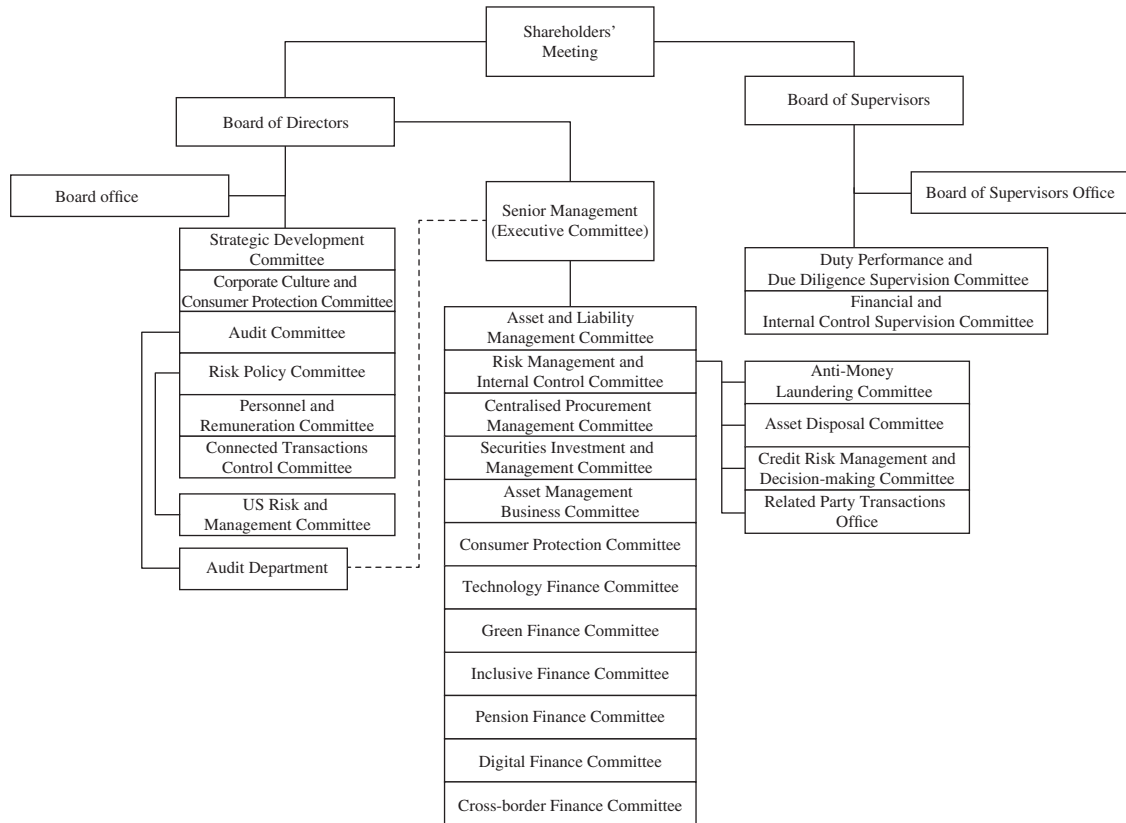 Shareholders'
Meeting
Board of Directors
Board of Supervisors
Board office
Board of Supervisors Office
Senior Management
(Executive Committee)
Strategic Development
Committee
Corporate Culture and
Consumer Protection Committee
Audit Committee
Risk Policy Committee
Personnel and
Remuneration Committee
Connected Transactions
Control Committee
US Risk and
Management Committee
Audit Department
Asset and Liability
Management Committee
Risk Management and
Internal Control Committee
Centralised Procurement
Management Committee
Securities Investment and
Management Committee
Asset Management
Business Committee
Consumer Protection Committee
Technology Finance Committee
Green Finance Committee
Inclusive Finance Committee
Pension Finance Committee
Digital Finance Committee
Cross-border Finance Committee
Duty Performance and
Due Diligence Supervision Committee
Financial and
Internal Control Supervision Committee
Anti-Money
Laundering Committee
Asset Disposal Committee
Credit Risk Management and
Decision-making Committee
Related Party Transactions
Office